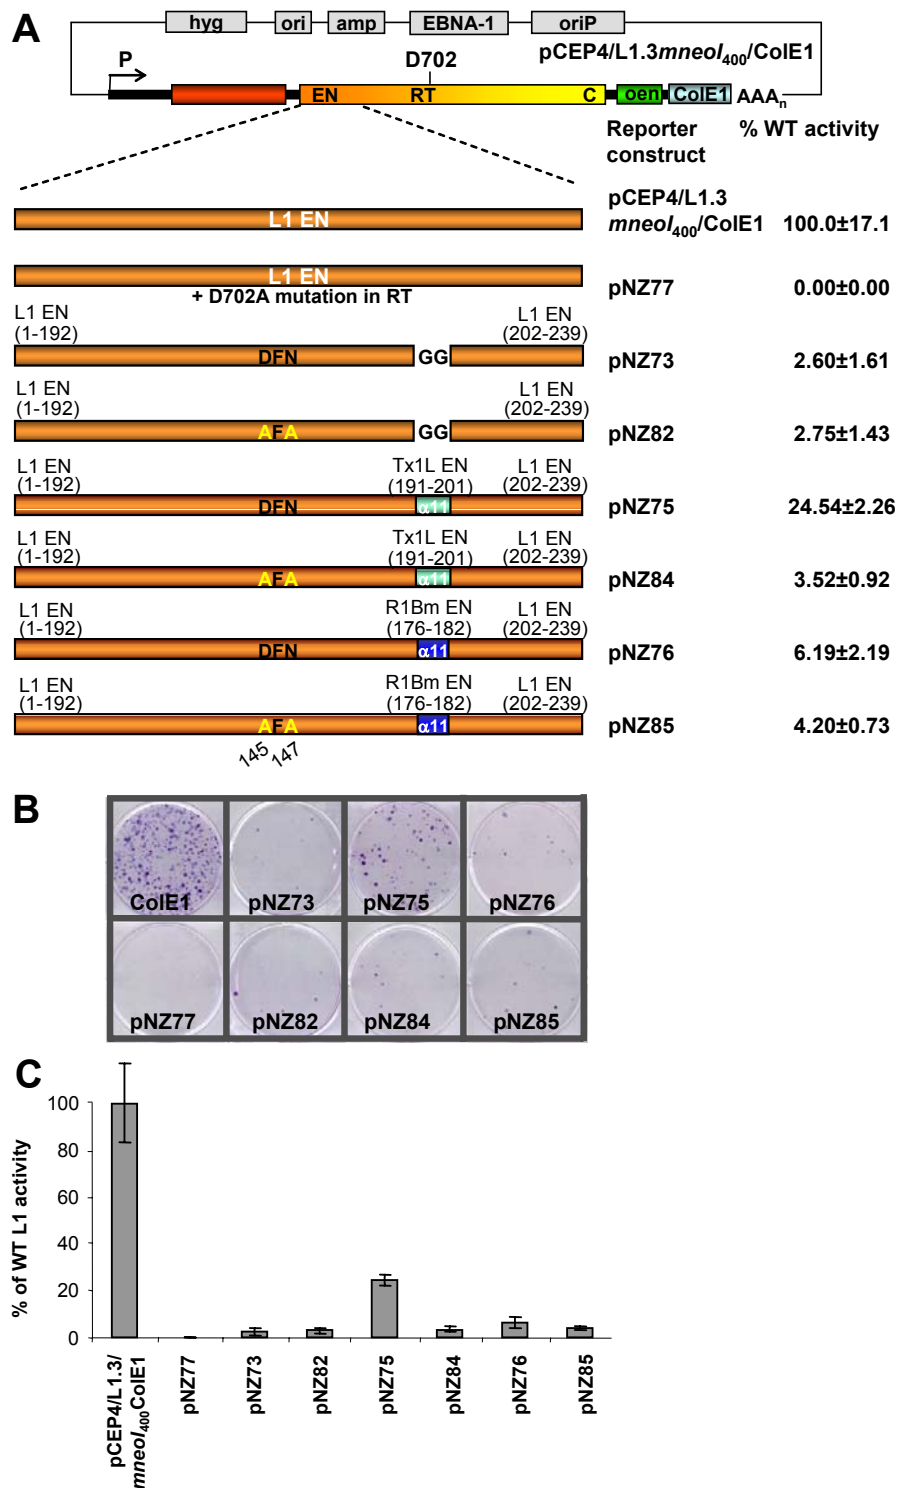 A
hyg ori amp EBNA-1 oriP
pCEP4/L1.3mneoI400/ColE1
P D702
EN RT C oen ColE1 AAAn
Reporter construct % WT activity
L1 EN
pCEP4/L1.3 mneoI400/ColE1 100.0±17.1
L1 EN
+ D702A mutation in RT
pNZ77 0.00±0.00
L1 EN (1-192) L1 EN (202-239)
DFN GG
pNZ73 2.60±1.61
L1 EN (1-192) L1 EN (202-239)
AFA GG
pNZ82 2.75±1.43
L1 EN (1-192) Tx1L EN (191-201) L1 EN (202-239)
DFN α11
pNZ75 24.54±2.26
L1 EN (1-192) Tx1L EN (191-201) L1 EN (202-239)
AFA α11
pNZ84 3.52±0.92
L1 EN (1-192) R1Bm EN (176-182) L1 EN (202-239)
DFN α11
pNZ76 6.19±2.19
L1 EN (1-192) R1Bm EN (176-182) L1 EN (202-239)
AFA α11
pNZ85 4.20±0.73
145 147
B
ColE1 pNZ73 pNZ75 pNZ76
pNZ77 pNZ82 pNZ84 pNZ85
C
% of WT L1 activity
100
80
60
40
20
0
pCEP4/L1.3/
mneoI400ColE1
pNZ77
pNZ73
pNZ82
pNZ75
pNZ84
pNZ76
pNZ85